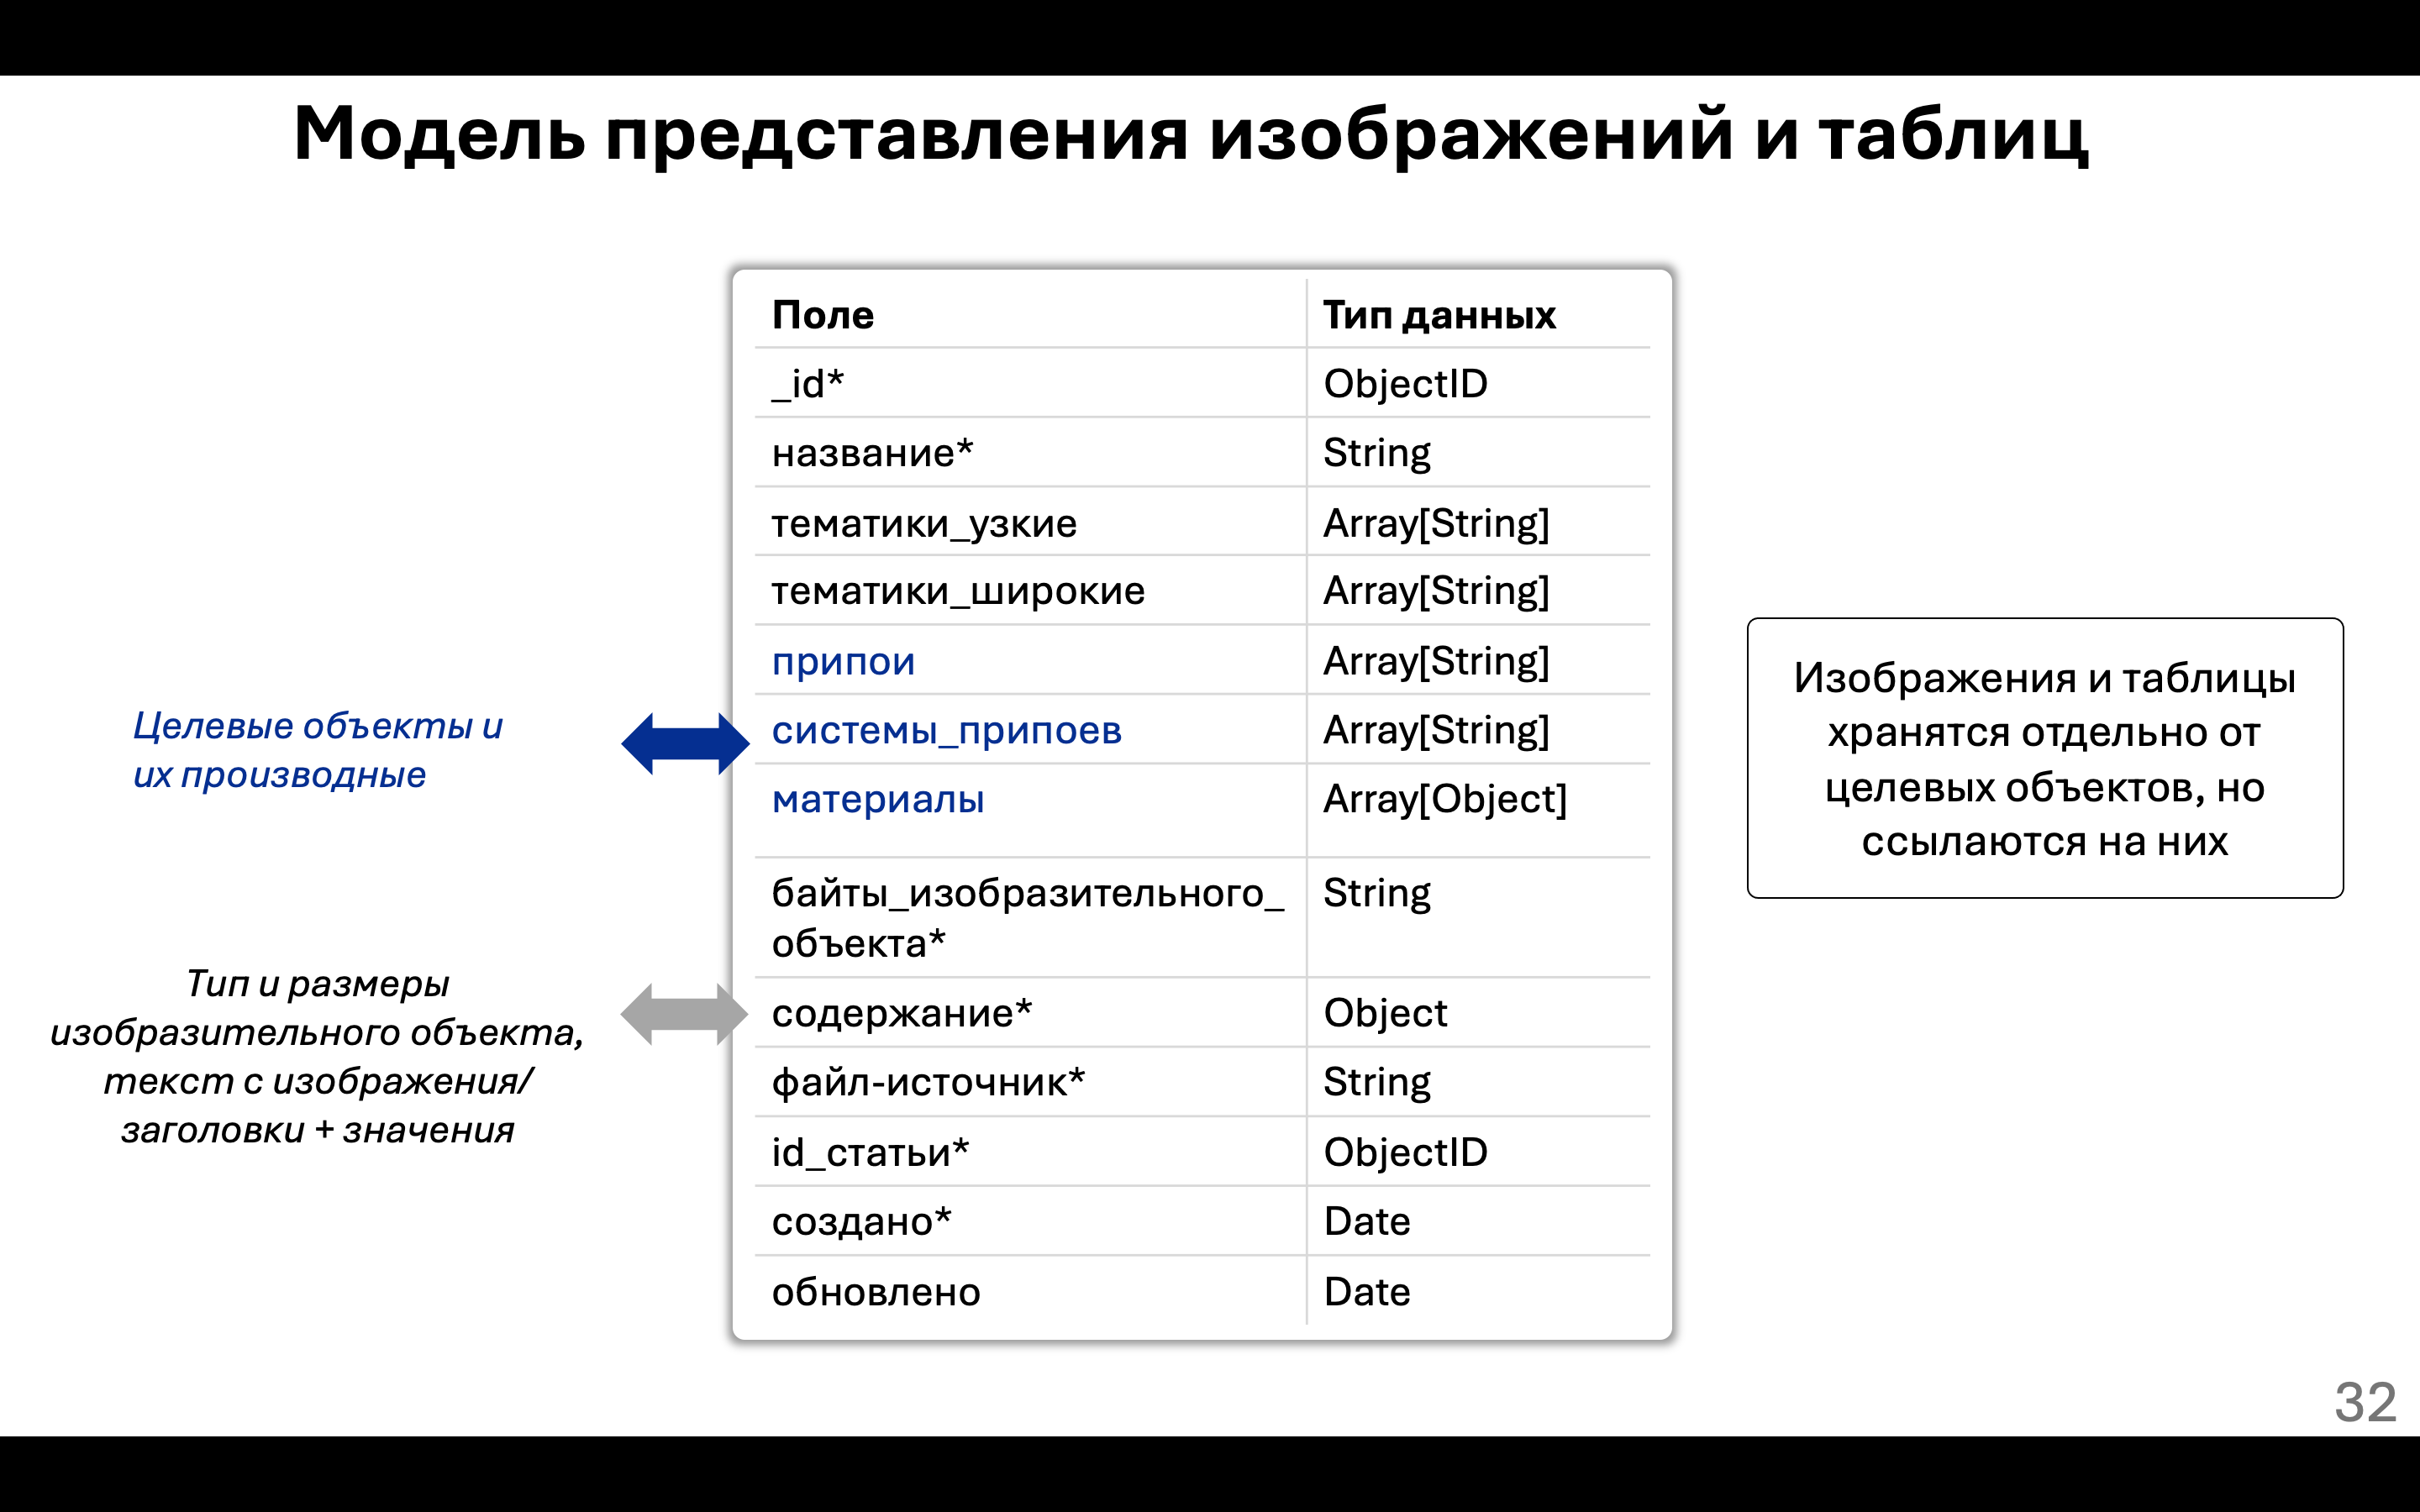 Модель представления изображений и таблиц
Поле Тип данных
_id* ObjectID
название* String
тематики_узкие Array[String]
тематики_широкие Array[String]
припои Array[String]
системы_припоев Array[String]
материалы Array[Object]
байты_изобразительного_ String
объекта*
содержание* Object
файл-источник* String
id_статьи* ObjectID
создано* Date
обновлено Date
Целевые объекты и
их производные
Тип и размеры
изобразительного объекта,
текст с изображения/
заголовки + значения
Изображения и таблицы
хранятся отдельно от
целевых объектов, но
ссылаются на них
32